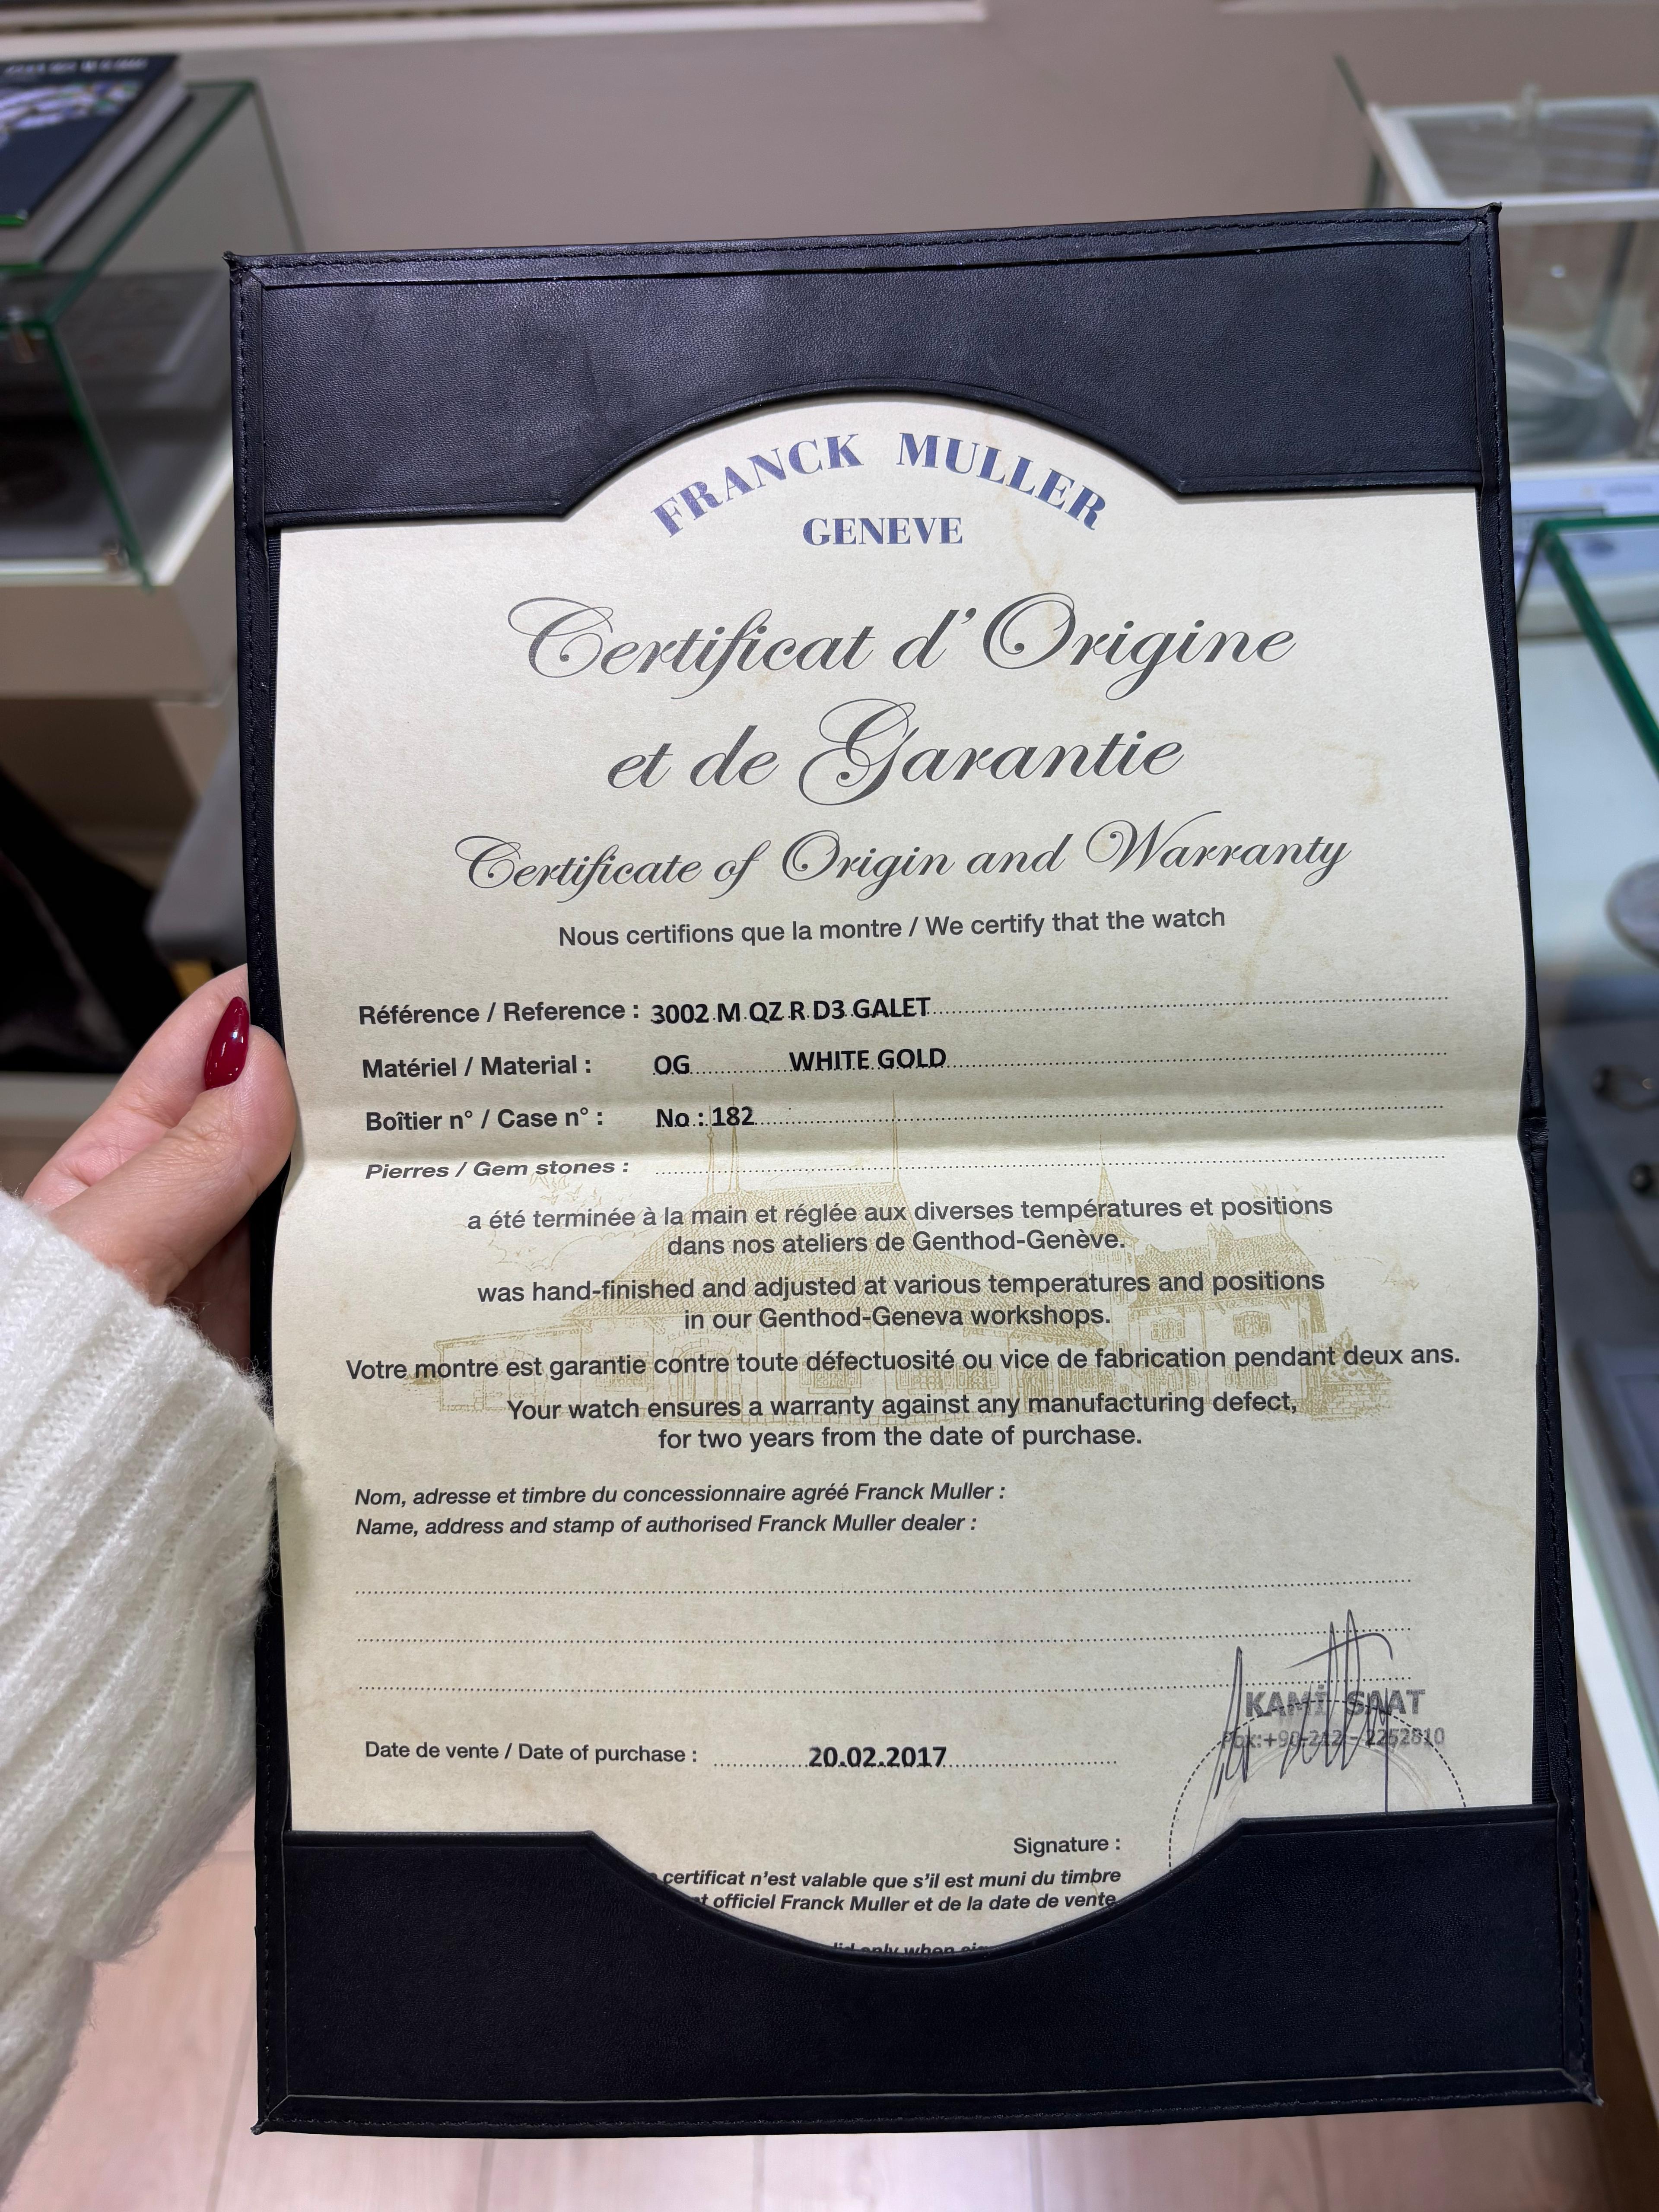 FRANCK MULLER
GENEVE
Certificat d'Origine
et de Garantie
Certificate of Origin and Warranty
Nous certifions que la montre / We certify that the watch
Référence / Reference : 3002 M QZ R D3 GALET
Matériel / Material : OG WHITE GOLD
Boîtier n° / Case n° : No : 182
Pierres / Gem stones :
a été terminée à la main et réglée aux diverses températures et positions
dans nos ateliers de Genthod-Genève.
was hand-finished and adjusted at various temperatures and positions
in our Genthod-Geneva workshops.
Votre montre est garantie contre toute défectuosité ou vice de fabrication pendant deux ans.
Your watch ensures a warranty against any manufacturing defect,
for two years from the date of purchase.
Nom, adresse et timbre du concessionnaire agréé Franck Muller :
Name, address and stamp of authorised Franck Muller dealer :
KAMİ SAAT
+90-212-2252810
Date de vente / Date of purchase : 20.02.2017
Signature :
certificat n'est valable que s'il est muni du timbre
officiel Franck Muller et de la date de vente
only when